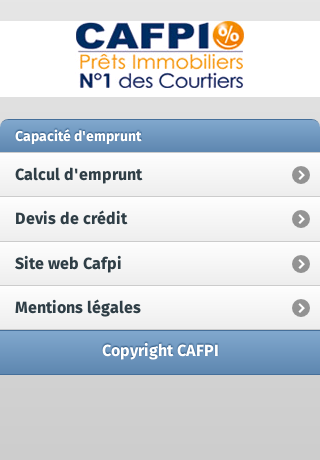 CAFPI %
Prêts Immobiliers
N°1 des Courtiers
Capacité d'emprunt
Calcul d'emprunt
Devis de crédit
Site web Cafpi
Mentions légales
Copyright CAFPI